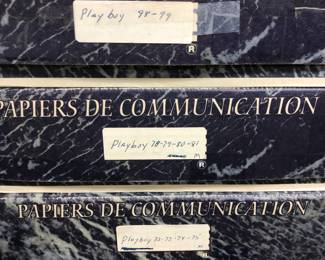 Playboy 98-99
R
PAPIERS DE COMMUNICATION
Playboy 78-79-80-81
M
R
PAPIERS DE COMMUNICATION
Playboy